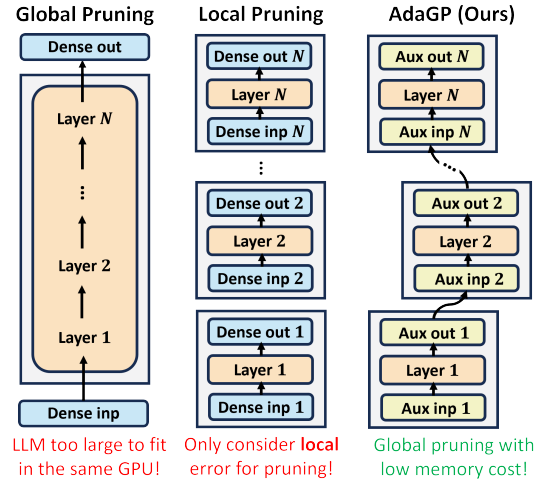 Global Pruning
Dense out
Layer N
⋮
Layer 2
Layer 1
Dense inp
LLM too large to fit
in the same GPU!
Local Pruning
Dense out N
Layer N
Dense inp N
⋮
Dense out 2
Layer 2
Dense inp 2
Dense out 1
Layer 1
Dense inp 1
Only consider local
error for pruning!
AdaGP (Ours)
Aux out N
Layer N
Aux inp N
Aux out 2
Layer 2
Aux inp 2
Aux out 1
Layer 1
Aux inp 1
Global pruning with
low memory cost!